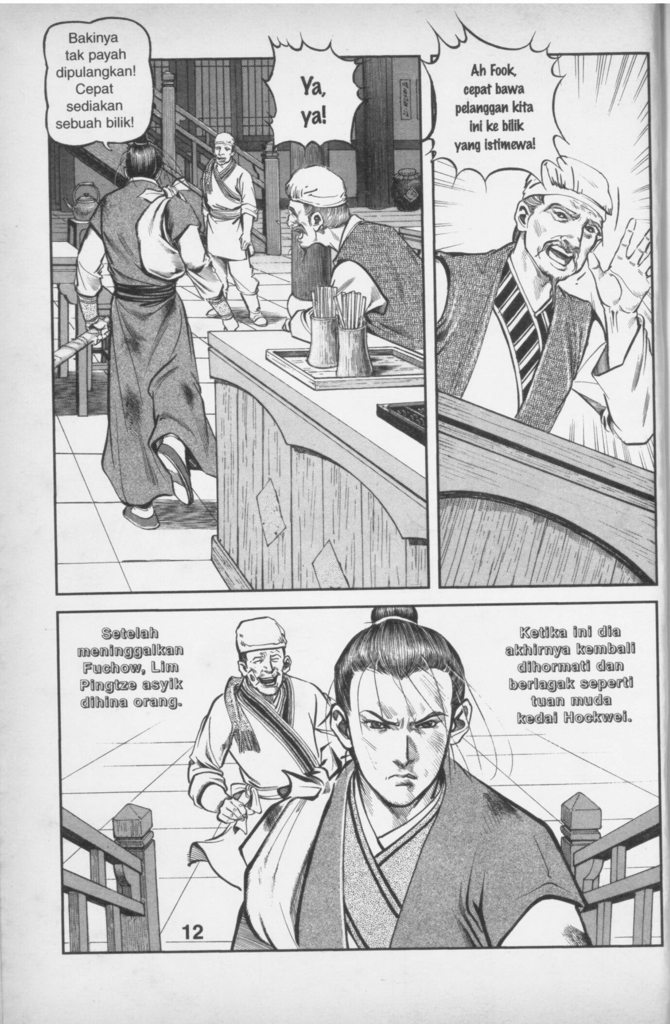 Bakinya
tak payah
dipulangkan!
Cepat
sediakan
sebuah bilik!
Ya,
ya!
Ah Fook,
cepat bawa
pelanggan kita
ini ke bilik
yang istimewa!
Setelah
meninggalkan
Fuchow, Lim
Pingtze asyik
dihina orang.
Ketika ini dia
akhirnya kembali
dihormati dan
berlagak seperti
tuan muda
kedai Hockwei.
12